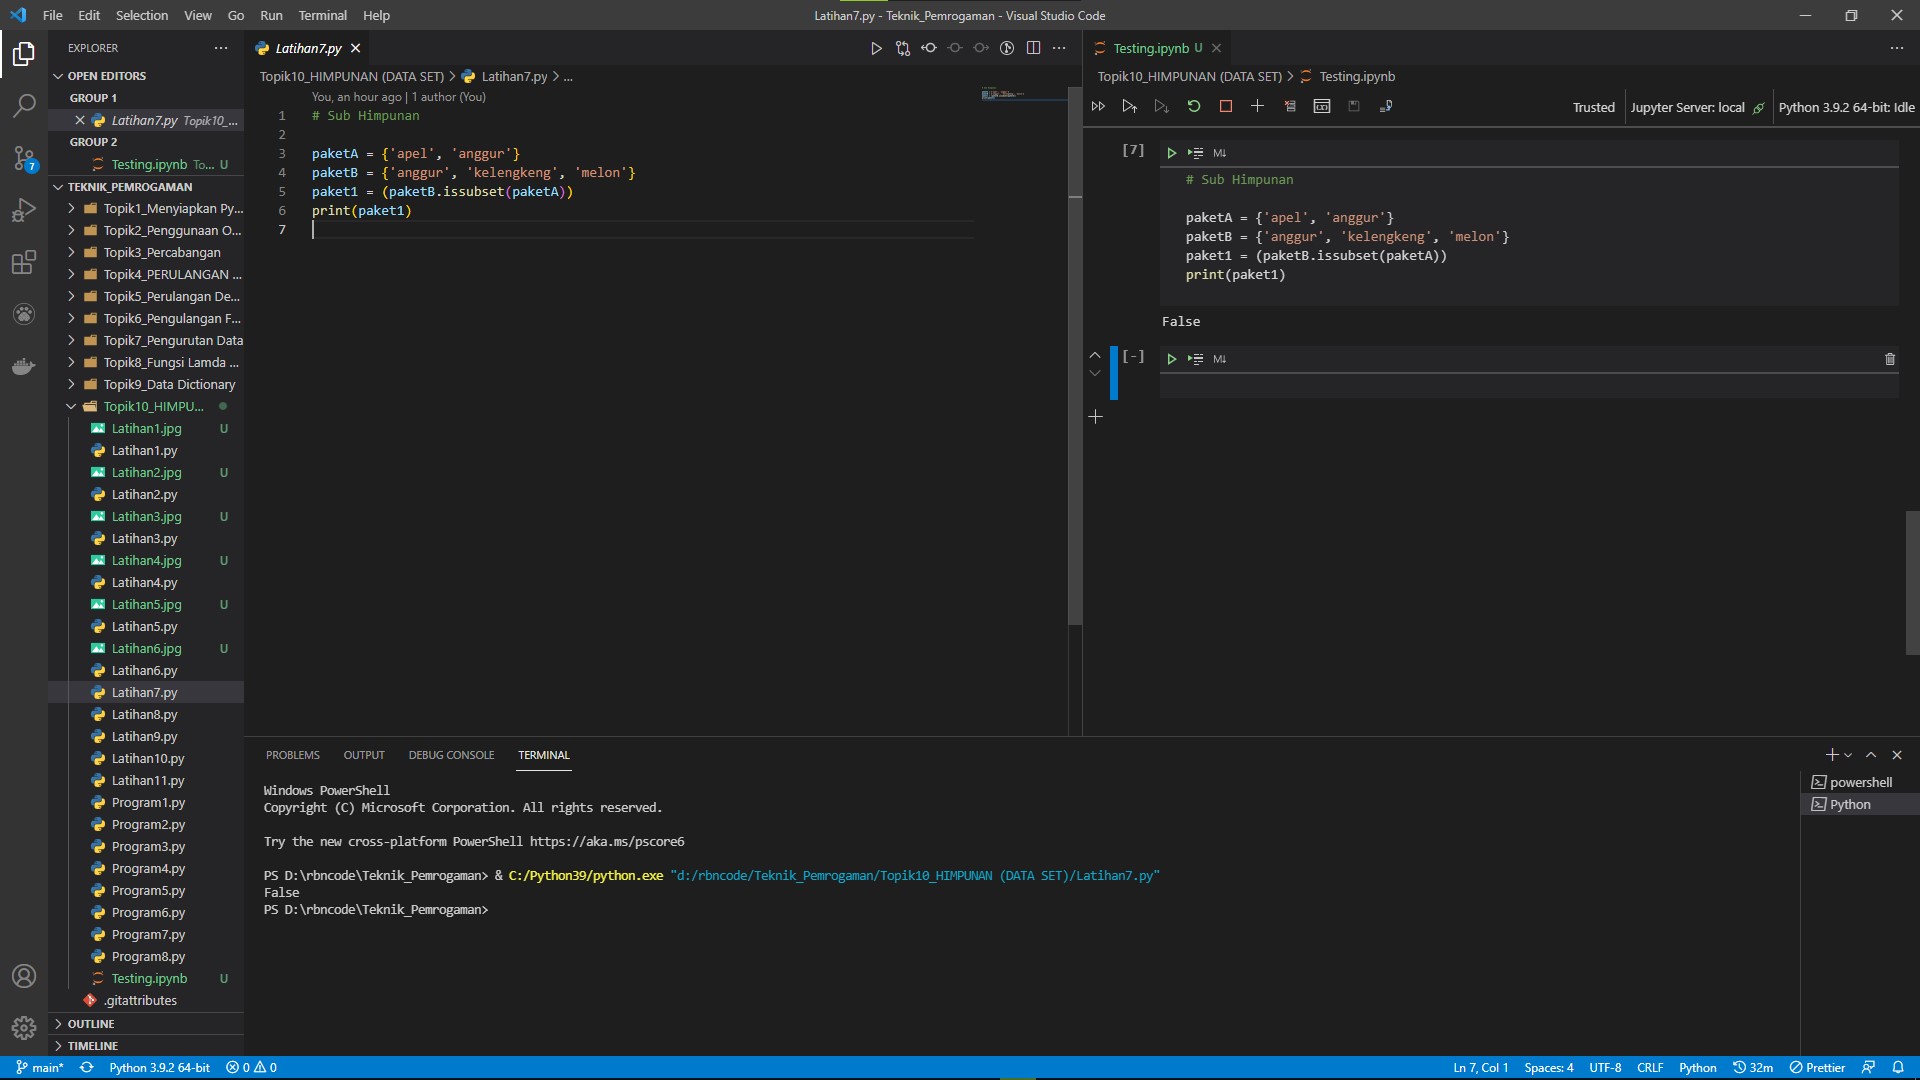 File Edit Selection View Go Run Terminal Help
Latihan7.py - Teknik_Pemrogaman - Visual Studio Code
EXPLORER
OPEN EDITORS
GROUP 1
Latihan7.py Topik10_...
GROUP 2
Testing.ipynb To... U
7
TEKNIK_PEMROGAMAN
Topik1_Menyiapkan Py...
Topik2_Penggunaan O...
Topik3_Percabangan
Topik4_PERULANGAN ...
Topik5_Perulangan De...
Topik6_Pengulangan F...
Topik7_Pengurutan Data
Topik8_Fungsi Lamda ...
Topik9_Data Dictionary
Topik10_HIMPU...
Latihan1.jpg U
Latihan1.py
Latihan2.jpg U
Latihan2.py
Latihan3.jpg U
Latihan3.py
Latihan4.jpg U
Latihan4.py
Latihan5.jpg U
Latihan5.py
Latihan6.jpg U
Latihan6.py
Latihan7.py
Latihan8.py
Latihan9.py
Latihan10.py
Latihan11.py
Program1.py
Program2.py
Program3.py
Program4.py
Program5.py
Program6.py
Program7.py
Program8.py
Testing.ipynb U
.gitattributes
OUTLINE
TIMELINE
Latihan7.py
Topik10_HIMPUNAN (DATA SET) > Latihan7.py > ...
You, an hour ago | 1 author (You)
1 # Sub Himpunan
2
3 paketA = {'apel', 'anggur'}
4 paketB = {'anggur', 'kelengkeng', 'melon'}
5 paket1 = (paketB.issubset(paketA))
6 print(paket1)
7
Testing.ipynb U
Topik10_HIMPUNAN (DATA SET) > Testing.ipynb
Trusted Jupyter Server: local Python 3.9.2 64-bit: Idle
[7] M↓
# Sub Himpunan
paketA = {'apel', 'anggur'}
paketB = {'anggur', 'kelengkeng', 'melon'}
paket1 = (paketB.issubset(paketA))
print(paket1)
False
[-] M↓
PROBLEMS OUTPUT DEBUG CONSOLE TERMINAL
Windows PowerShell
Copyright (C) Microsoft Corporation. All rights reserved.
Try the new cross-platform PowerShell https://aka.ms/pscore6
PS D:\rbncode\Teknik_Pemrogaman> & C:/Python39/python.exe "d:/rbncode/Teknik_Pemrogaman/Topik10_HIMPUNAN (DATA SET)/Latihan7.py"
False
PS D:\rbncode\Teknik_Pemrogaman>
powershell
Python
main* Python 3.9.2 64-bit 0 0 Ln 7, Col 1 Spaces: 4 UTF-8 CRLF Python 32m Prettier